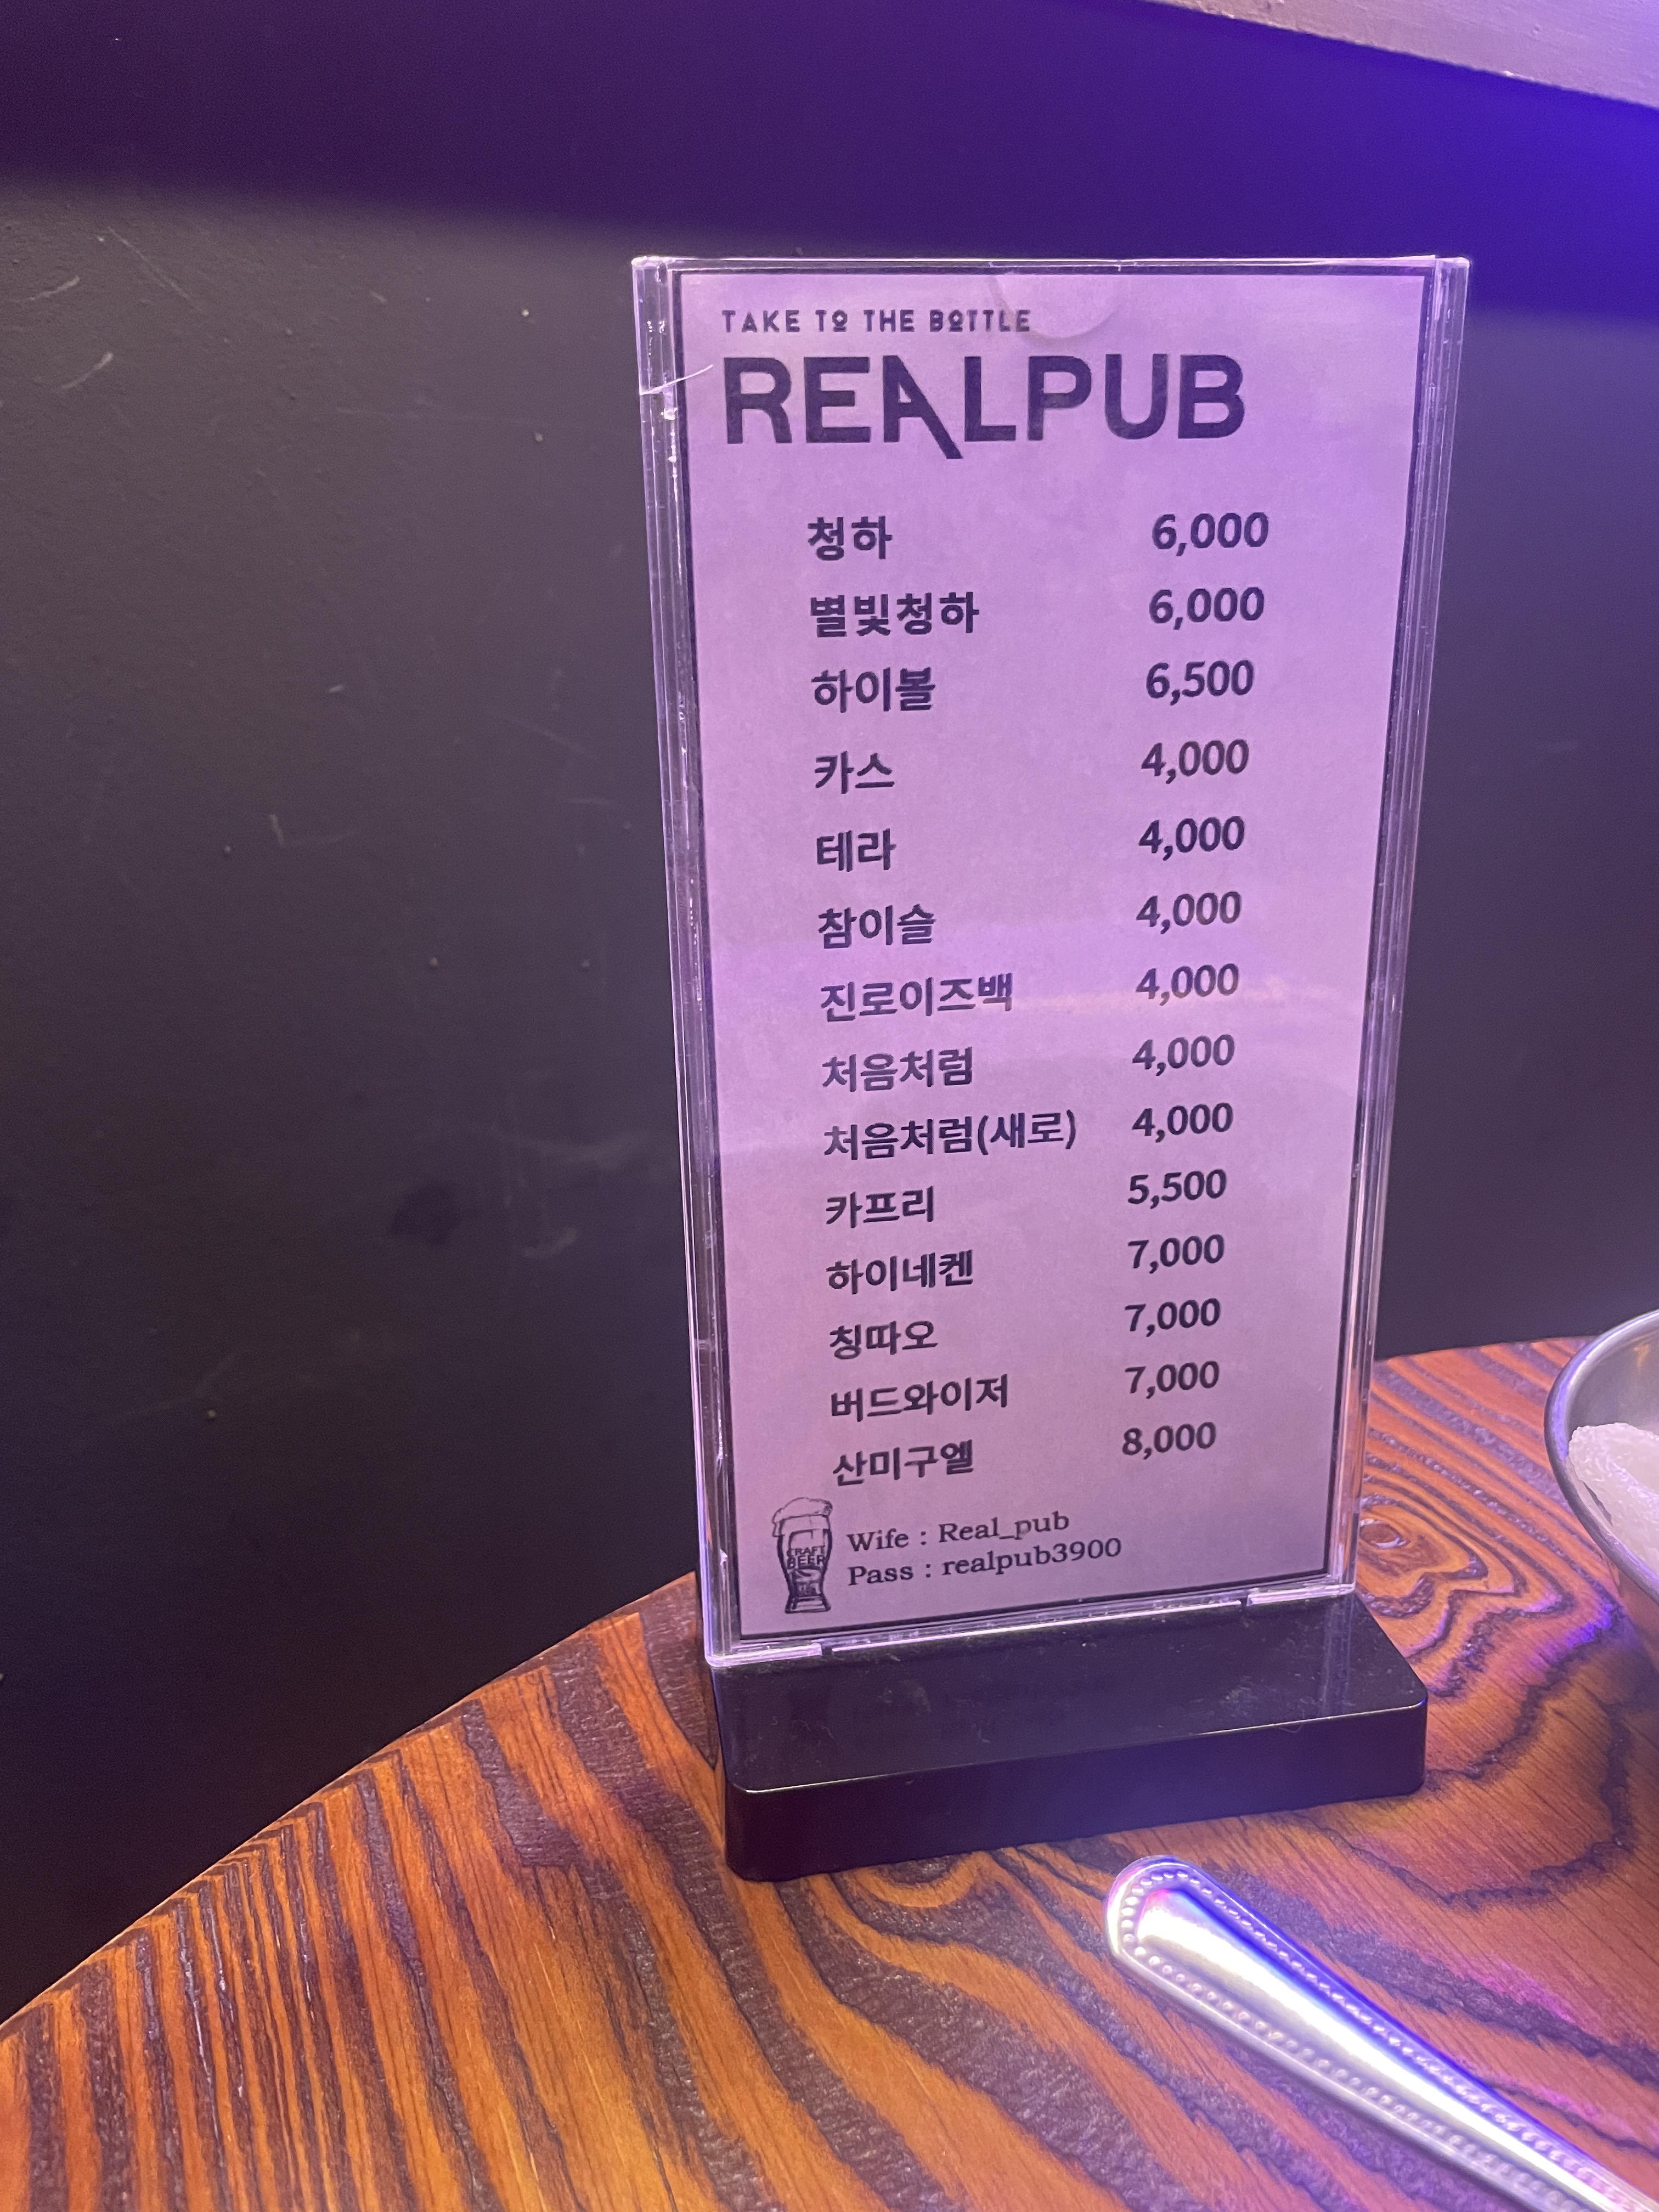 TAKE TO THE BOTTLE
REALPUB
청하 6,000
별빛청하 6,000
하이볼 6,500
카스 4,000
테라 4,000
참이슬 4,000
진로이즈백 4,000
처음처럼 4,000
처음처럼(새로) 4,000
카프리 5,500
하이네켄 7,000
칭따오 7,000
버드와이저 7,000
산미구엘 8,000
CRAFT
BEER
Wife : Real_pub
Pass : realpub3900